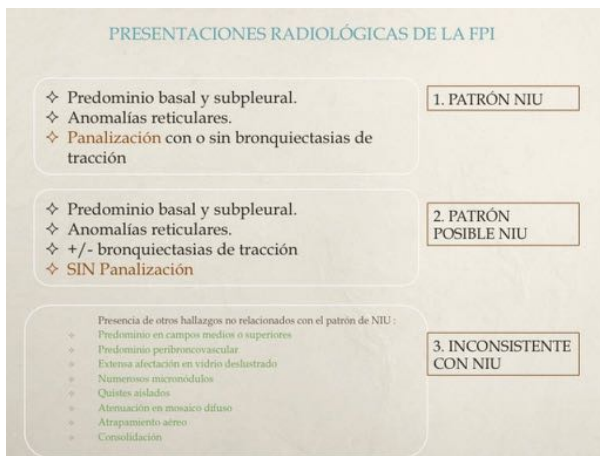 PRESENTACIONES RADIOLÓGICAS DE LA FPI
Predominio basal y subpleural.
Anomalías reticulares.
Panalización con o sin bronquiectasias de
tracción
1. PATRÓN NIU
Predominio basal y subpleural.
Anomalías reticulares.
+/- bronquiectasias de tracción
SIN Panalización
2. PATRÓN
POSIBLE NIU
Presencia de otros hallazgos no relacionados con el patrón de NIU :
Predominio en campos medios o superiores
Predominio peribroncovascular
Extensa afectación en vidrio deslustrado
Numerosos micronódulos
Quistes aislados
Atenuación en mosaico difuso
Atrapamiento aéreo
Consolidación
3. INCONSISTENTE
CON NIU